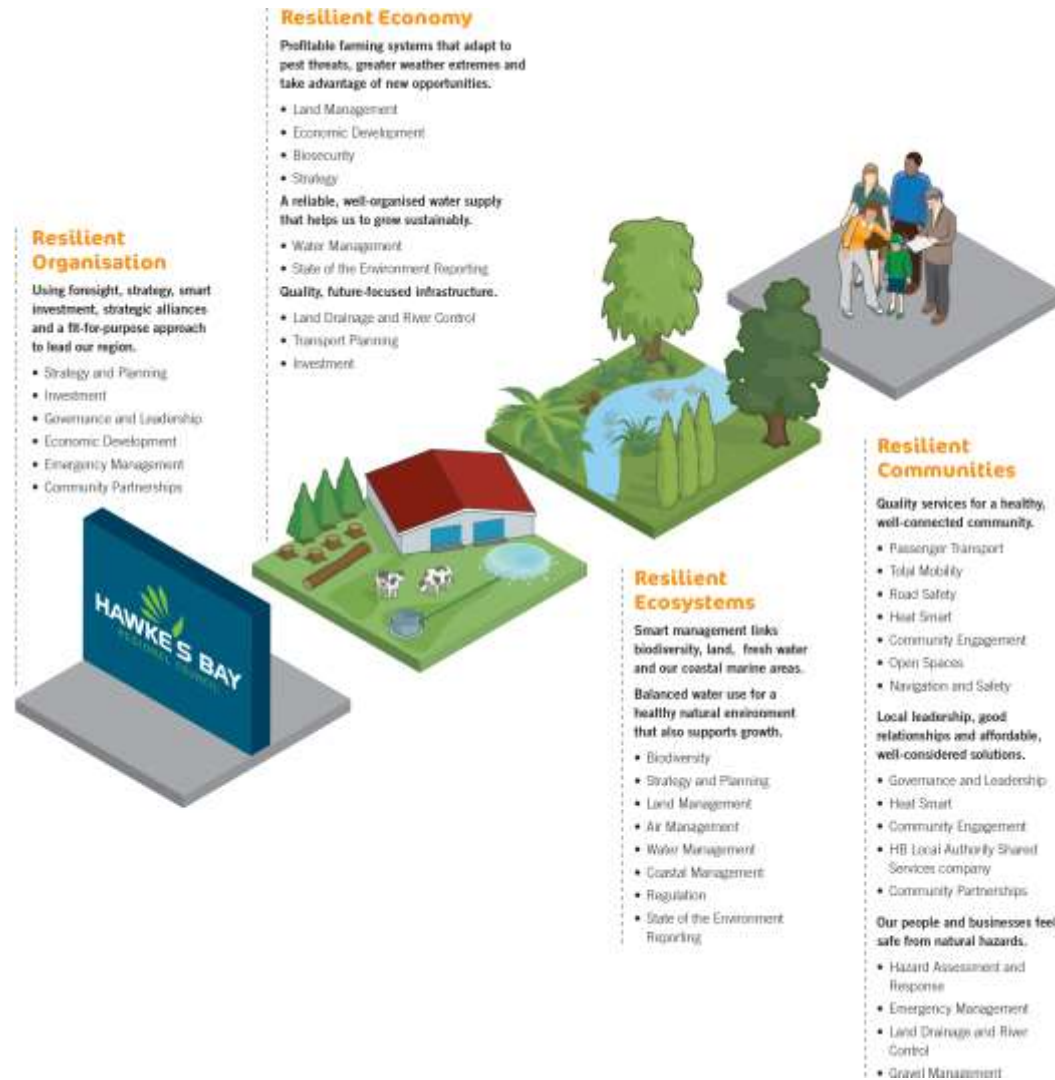 Resilient Economy
Profitable farming systems that adapt to
pest threats, greater weather extremes and
take advantage of new opportunities.
• Land Management
• Economic Development
• Biosecurity
• Strategy
A reliable, well-organised water supply
that helps us to grow sustainably.
• Water Management
• State of the Environment Reporting
Quality, future-focused infrastructure.
• Land Drainage and River Control
• Transport Planning
• Investment
Resilient
Organisation
Using foresight, strategy, smart
investment, strategic alliances
and a fit-for-purpose approach
to lead our region.
• Strategy and Planning
• Investment
• Governance and Leadership
• Economic Development
• Emergency Management
• Community Partnerships
HAWKE'S BAY
REGIONAL COUNCIL
Resilient
Ecosystems
Smart management links
biodiversity, land, fresh water
and our coastal marine areas.
Balanced water use for a
healthy natural environment
that also supports growth.
• Biodiversity
• Strategy and Planning
• Land Management
• Air Management
• Water Management
• Coastal Management
• Regulation
• State of the Environment
Reporting
Resilient
Communities
Quality services for a healthy,
well-connected community.
• Passenger Transport
• Total Mobility
• Road Safety
• Heat Smart
• Community Engagement
• Open Spaces
• Navigation and Safety
Local leadership, good
relationships and affordable,
well-considered solutions.
• Governance and Leadership
• Heat Smart
• Community Engagement
• HB Local Authority Shared
Services company
• Community Partnerships
Our people and businesses feel
safe from natural hazards.
• Hazard Assessment and
Response
• Emergency Management
• Land Drainage and River
Control
• Gravel Management